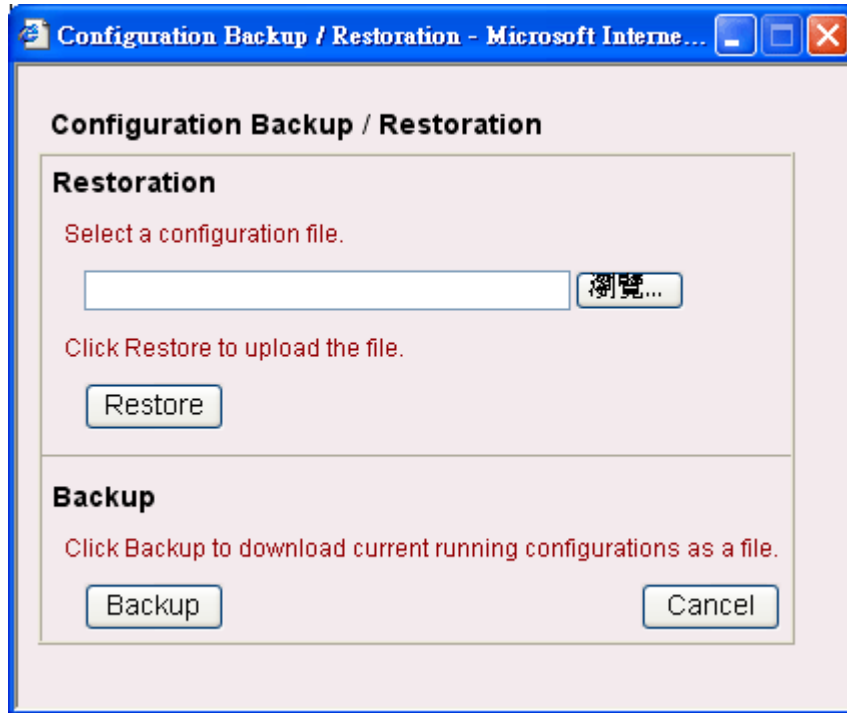 Configuration Backup / Restoration - Microsoft Interne...
Configuration Backup / Restoration
Restoration
Select a configuration file.
瀏覽...
Click Restore to upload the file.
Restore
Backup
Click Backup to download current running configurations as a file.
Backup
Cancel